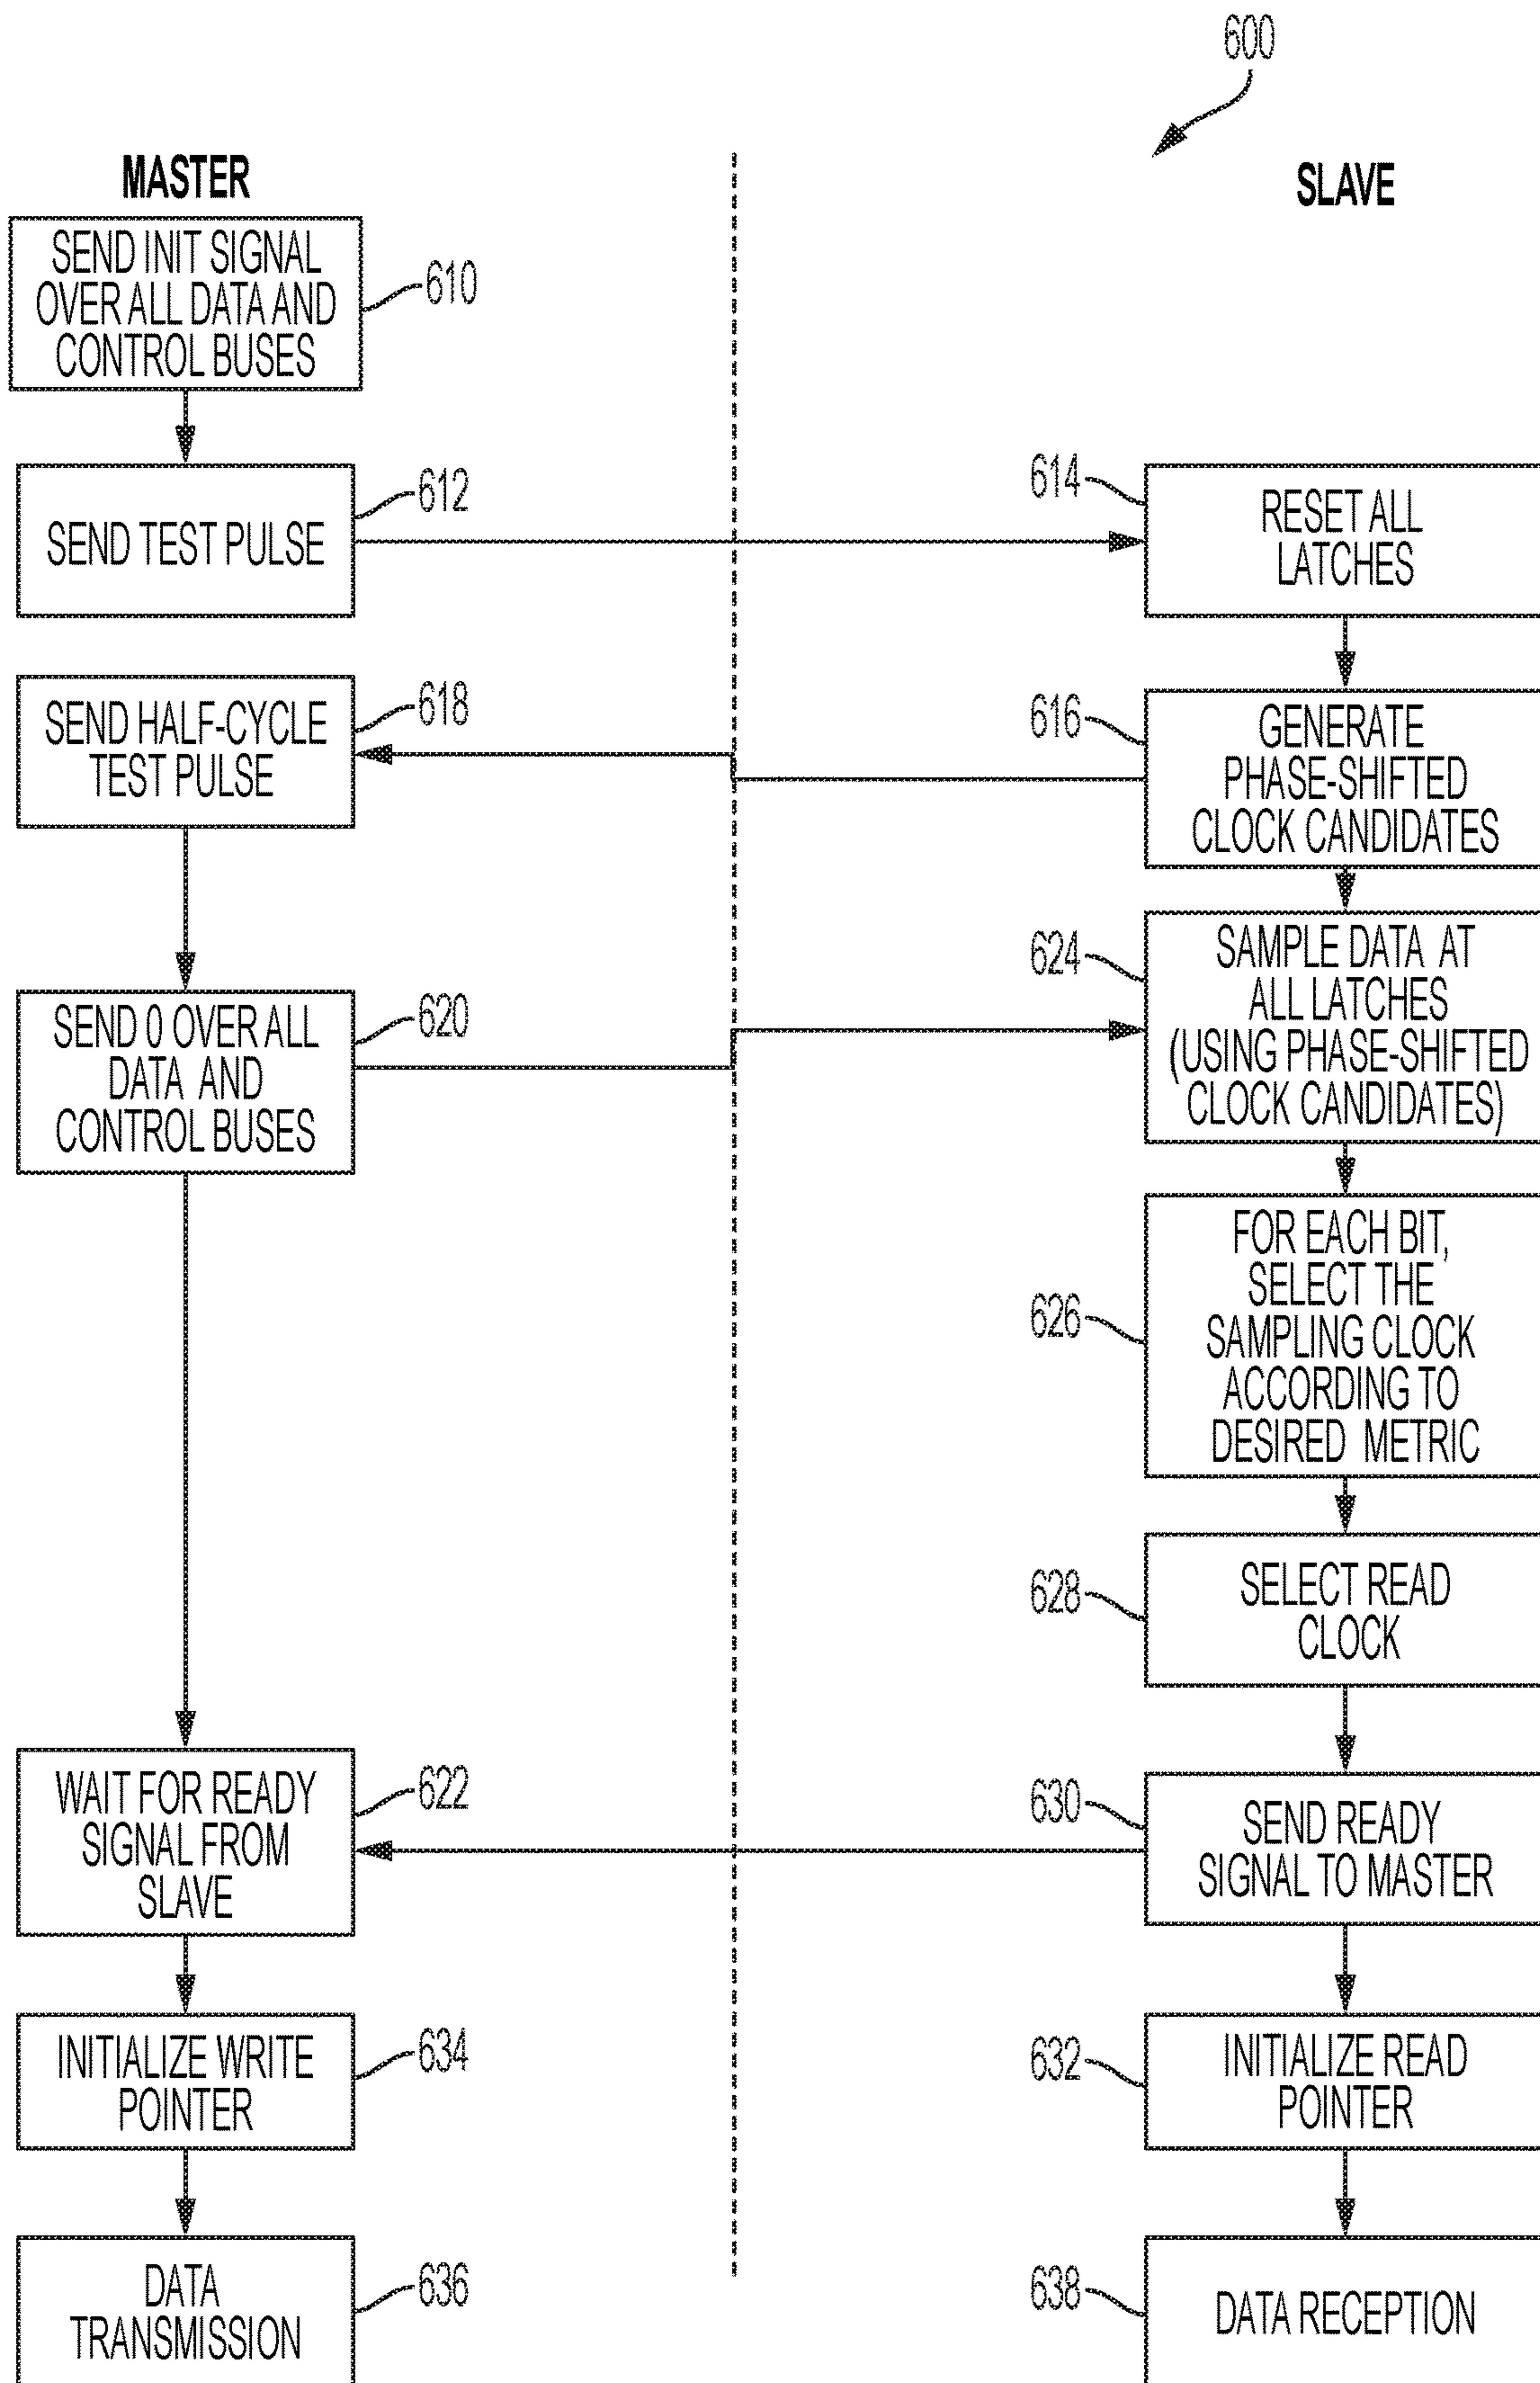 600
MASTER
SLAVE
SEND INIT SIGNAL
OVER ALL DATA AND
CONTROL BUSES
610
SEND TEST PULSE
612
614
RESET ALL
LATCHES
SEND HALF-CYCLE
TEST PULSE
618
616
GENERATE
PHASE-SHIFTED
CLOCK CANDIDATES
SEND 0 OVER ALL
DATA AND
CONTROL BUSES
620
624
SAMPLE DATA AT
ALL LATCHES
(USING PHASE-SHIFTED
CLOCK CANDIDATES)
626
FOR EACH BIT,
SELECT THE
SAMPLING CLOCK
ACCORDING TO
DESIRED METRIC
628
SELECT READ
CLOCK
WAIT FOR READY
SIGNAL FROM
SLAVE
622
630
SEND READY
SIGNAL TO MASTER
INITIALIZE WRITE
POINTER
634
632
INITIALIZE READ
POINTER
DATA
TRANSMISSION
636
638
DATA RECEPTION